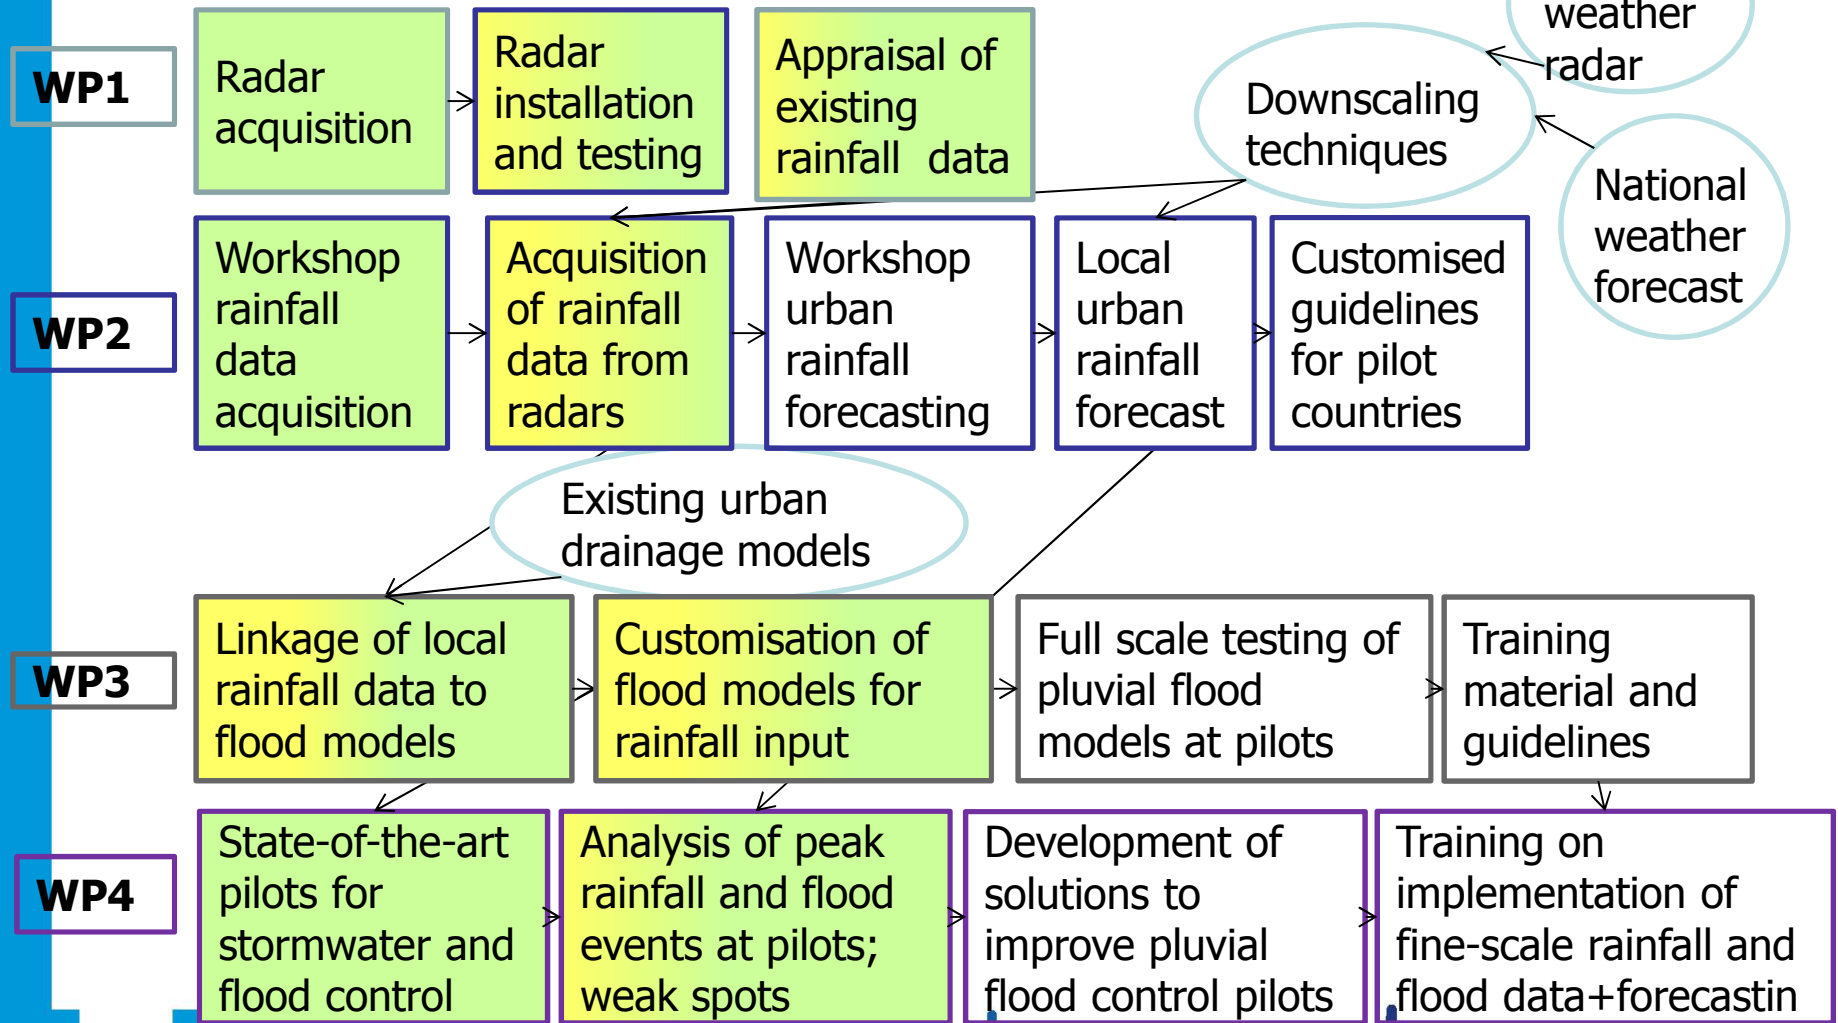 weather
radar
WP1
Radar
acquisition
Radar
installation
and testing
Appraisal of
existing
rainfall data
Downscaling
techniques
National
weather
forecast
WP2
Workshop
rainfall
data
acquisition
Acquisition
of rainfall
data from
radars
Workshop
urban
rainfall
forecasting
Local
urban
rainfall
forecast
Customised
guidelines
for pilot
countries
Existing urban
drainage models
WP3
Linkage of local
rainfall data to
flood models
Customisation of
flood models for
rainfall input
Full scale testing of
pluvial flood
models at pilots
Training
material and
guidelines
WP4
State-of-the-art
pilots for
stormwater and
flood control
Analysis of peak
rainfall and flood
events at pilots;
weak spots
Development of
solutions to
improve pluvial
flood control pilots
Training on
implementation of
fine-scale rainfall and
flood data+forecastin